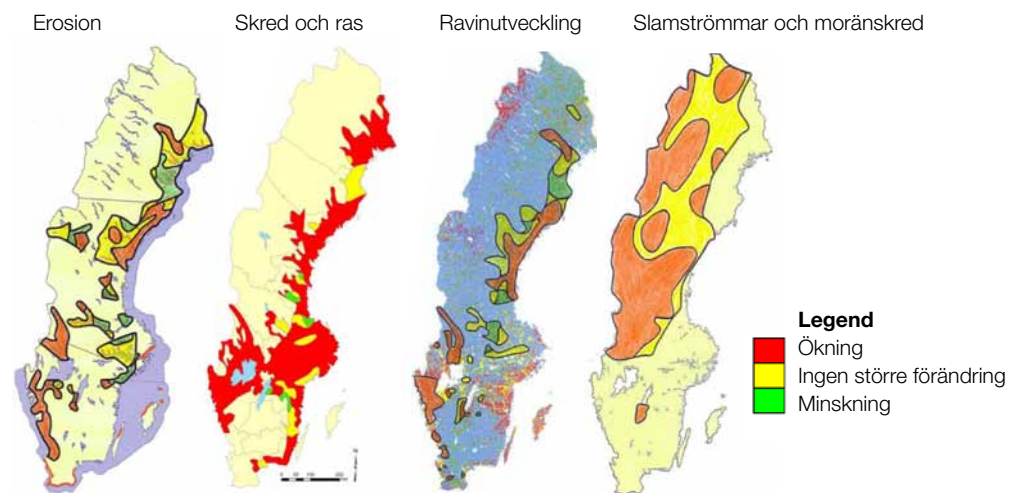 Erosion
Skred och ras
Ravinutveckling
Slamströmmar och moränskred
Legend
Ökning
Ingen större förändring
Minskning